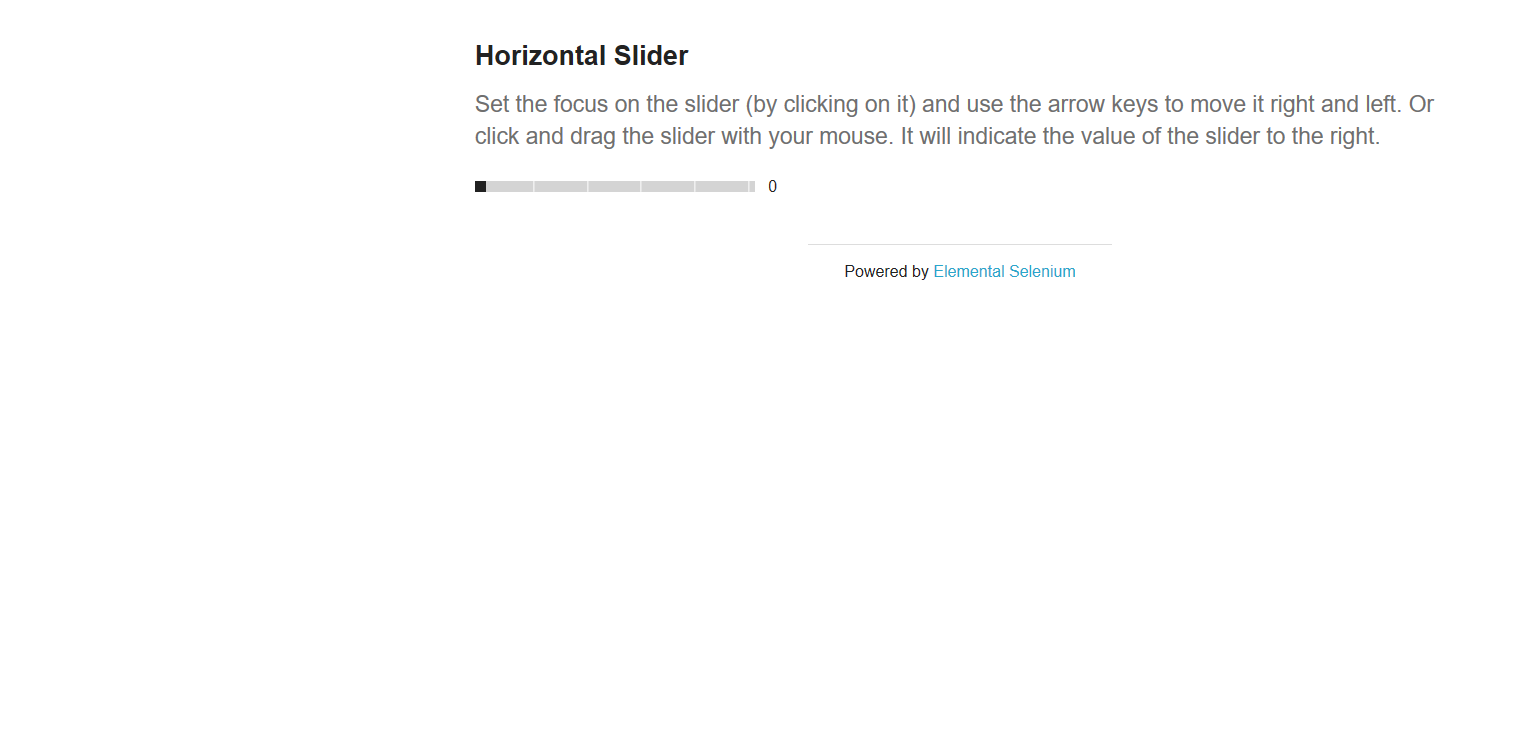 Horizontal Slider
Set the focus on the slider (by clicking on it) and use the arrow keys to move it right and left. Or
click and drag the slider with your mouse. It will indicate the value of the slider to the right.
0
Powered by Elemental Selenium